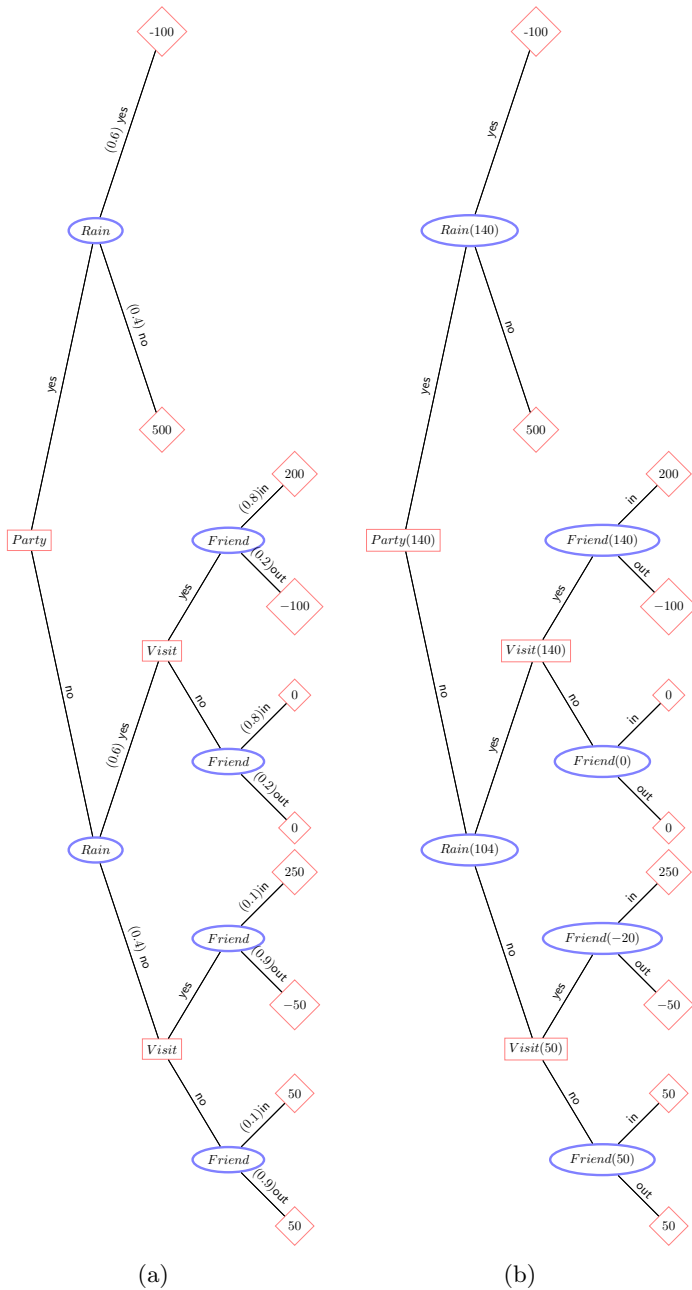 -100
(0.6) yes
Rain
(0.4) no
500
yes
Party
no
200
(0.8)in
Friend
(0.2)out
−100
yes
Visit
no
0
(0.8)in
Friend
(0.2)out
0
(0.6) yes
Rain
(0.4) no
250
(0.1)in
Friend
(0.9)out
−50
yes
Visit
no
50
(0.1)in
Friend
(0.9)out
50
(a)
-100
yes
Rain(140)
no
500
yes
Party(140)
no
200
in
Friend(140)
out
−100
yes
Visit(140)
no
0
in
Friend(0)
out
0
yes
Rain(104)
no
250
in
Friend(−20)
out
−50
yes
Visit(50)
no
50
in
Friend(50)
out
50
(b)